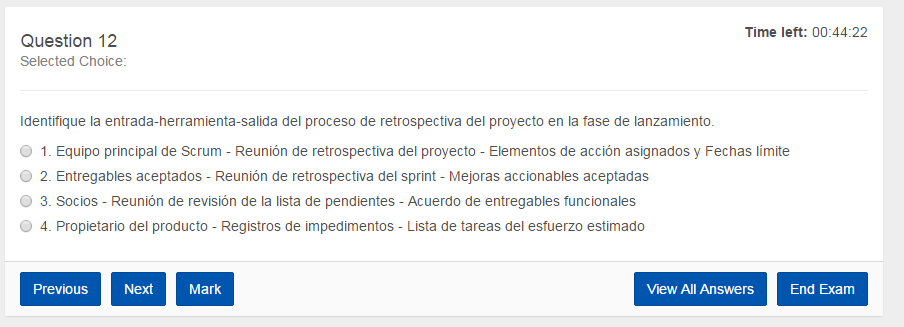 Question 12
Time left: 00:44:22
Selected Choice:
Identifique la entrada-herramienta-salida del proceso de retrospectiva del proyecto en la fase de lanzamiento.
1. Equipo principal de Scrum - Reunión de retrospectiva del proyecto - Elementos de acción asignados y Fechas límite
2. Entregables aceptados - Reunión de retrospectiva del sprint - Mejoras accionables aceptadas
3. Socios - Reunión de revisión de la lista de pendientes - Acuerdo de entregables funcionales
4. Propietario del producto - Registros de impedimentos - Lista de tareas del esfuerzo estimado
Previous Next Mark View All Answers End Exam